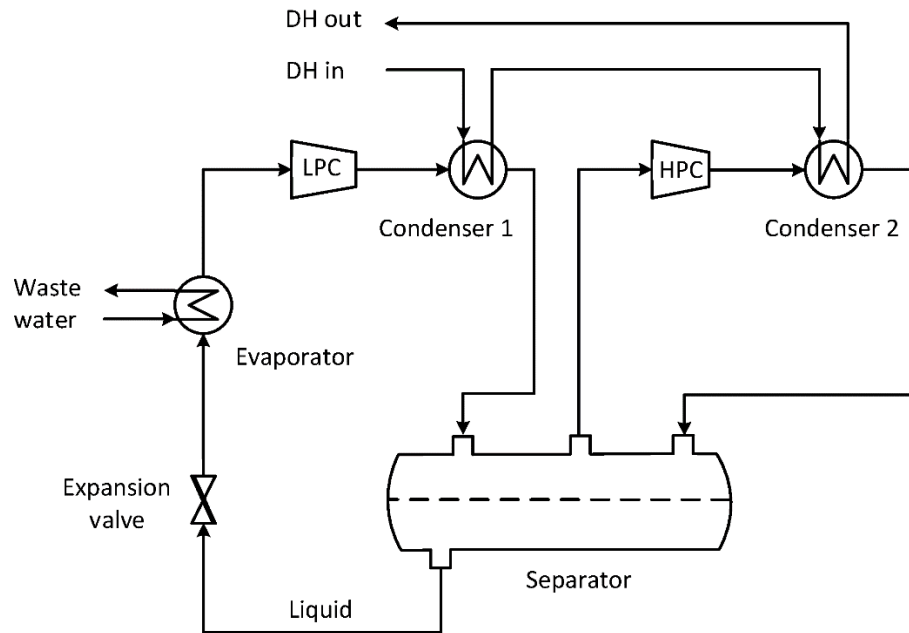 DH out
DH in
LPC
HPC
Condenser 1
Condenser 2
Waste
water
Evaporator
Expansion
valve
Separator
Liquid